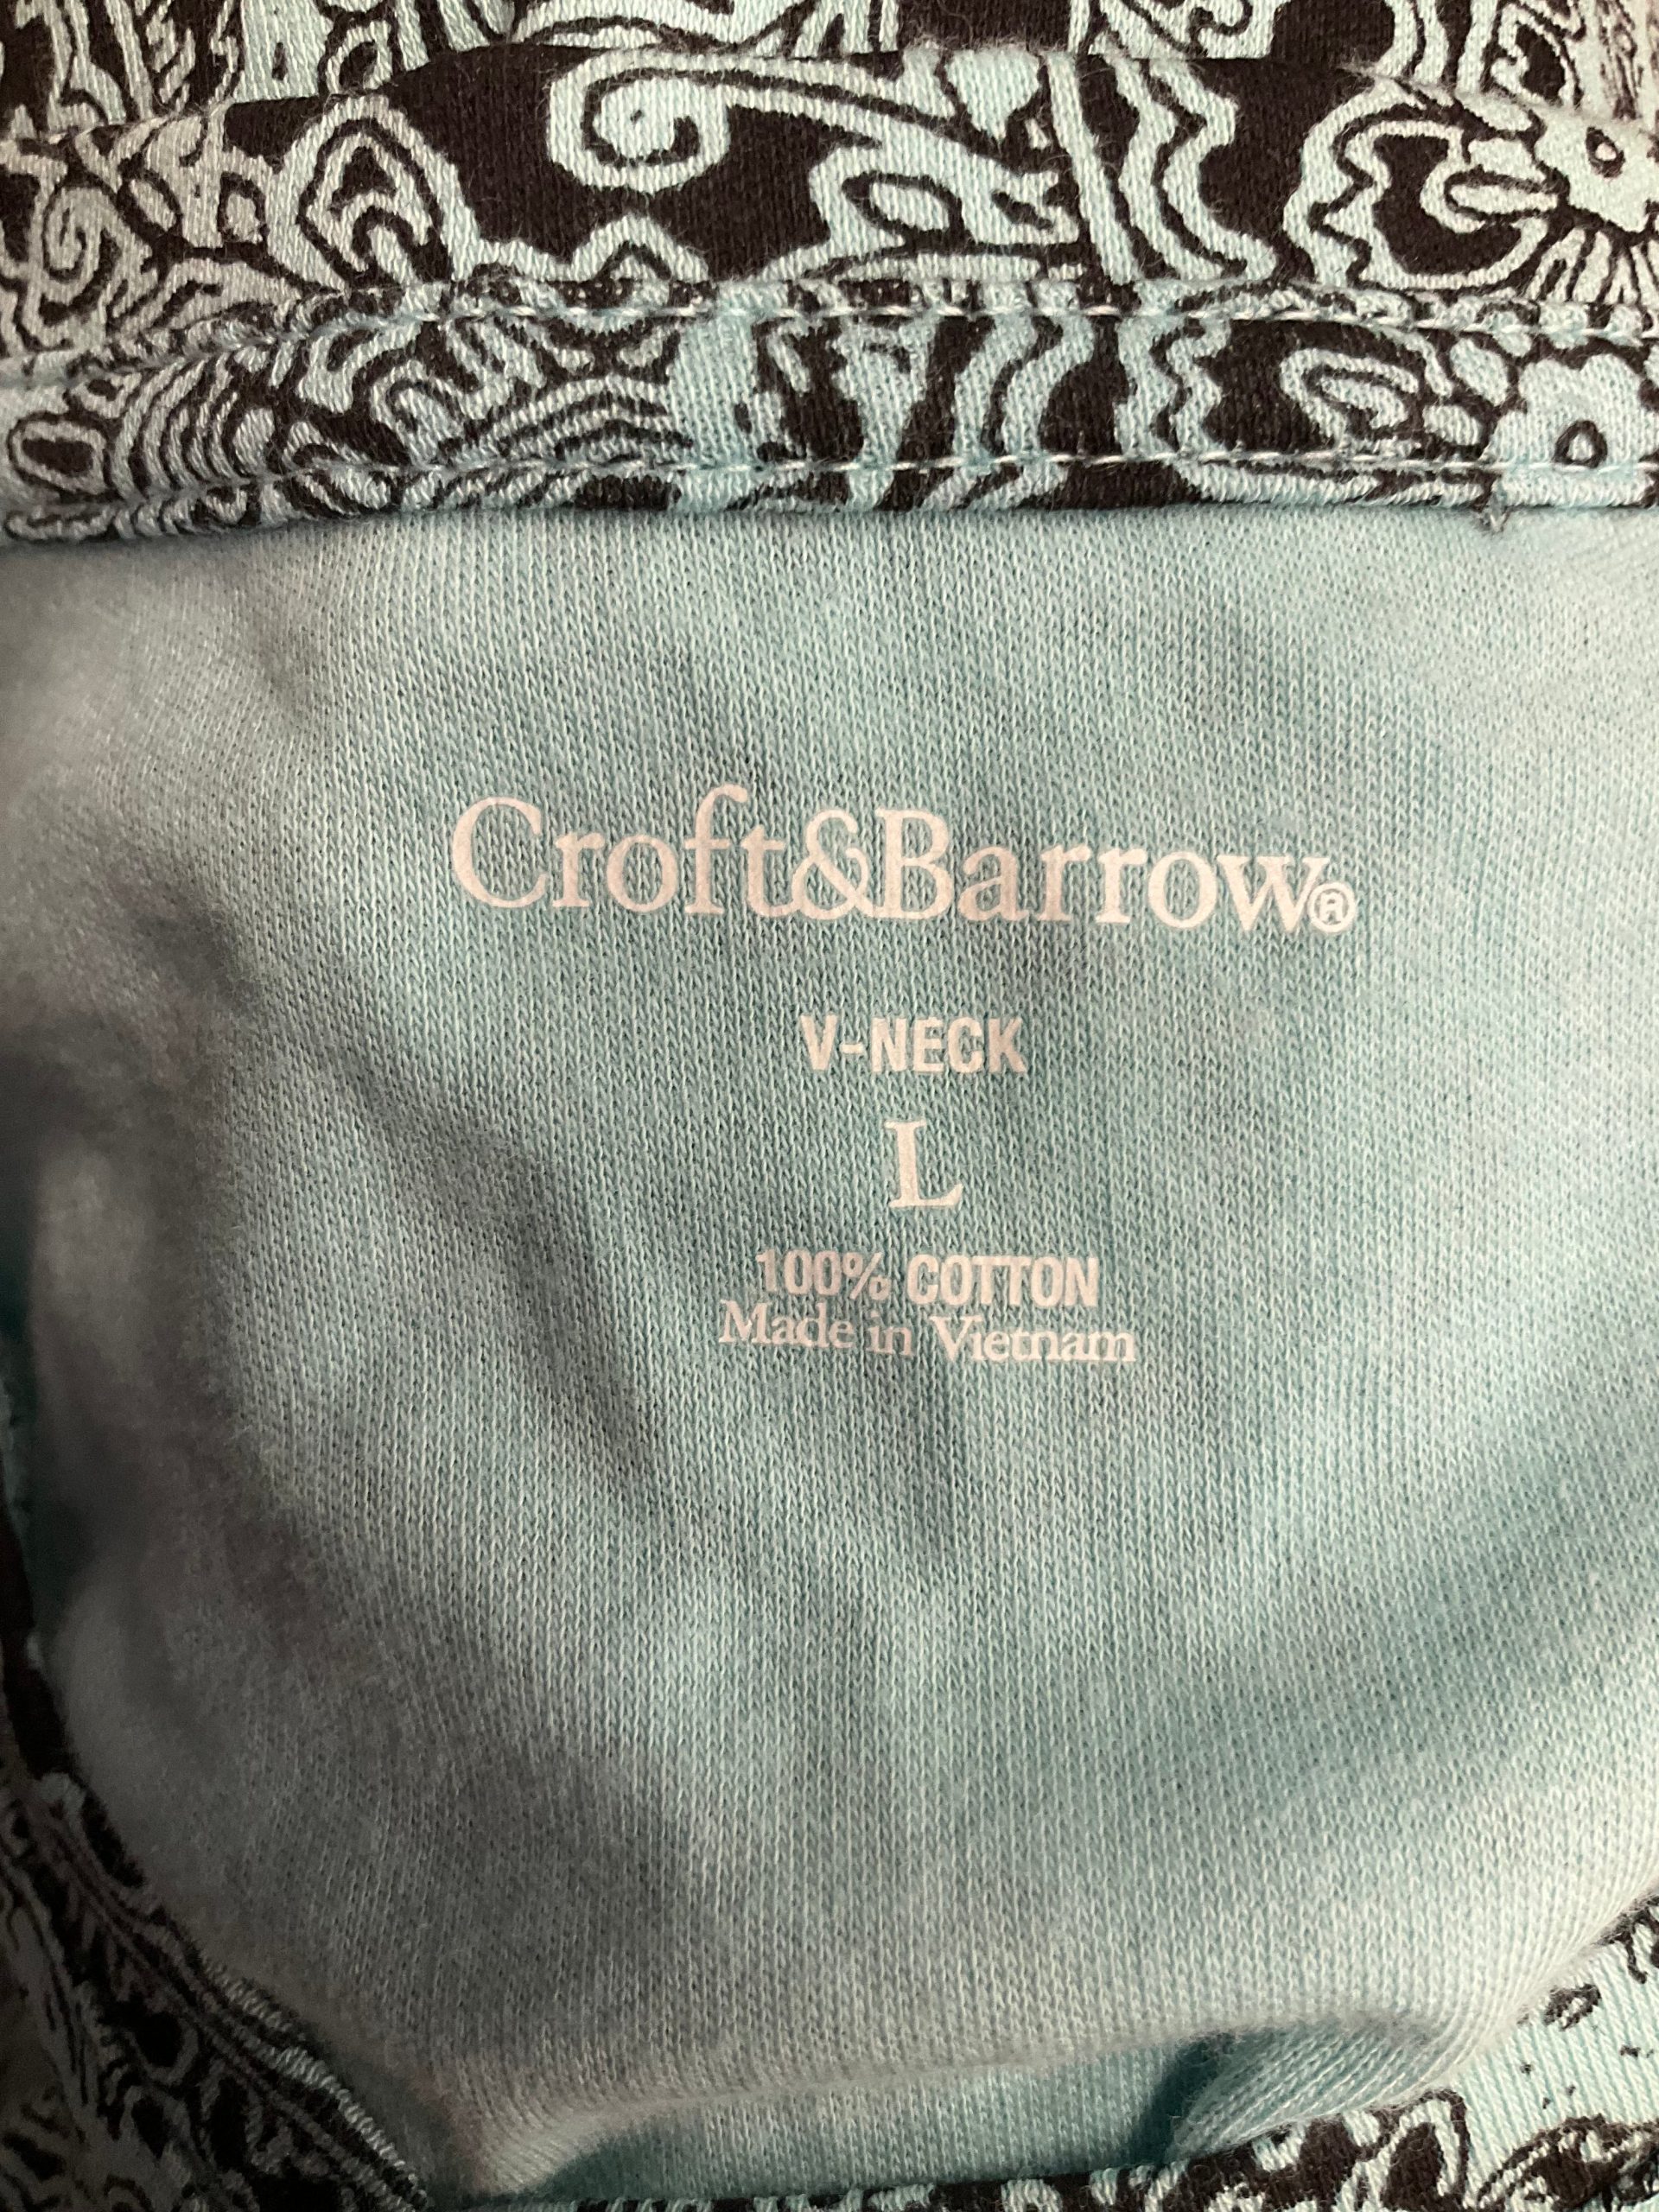 Croft&Barrow®
V-NECK
L
100% COTTON
Made in Vietnam